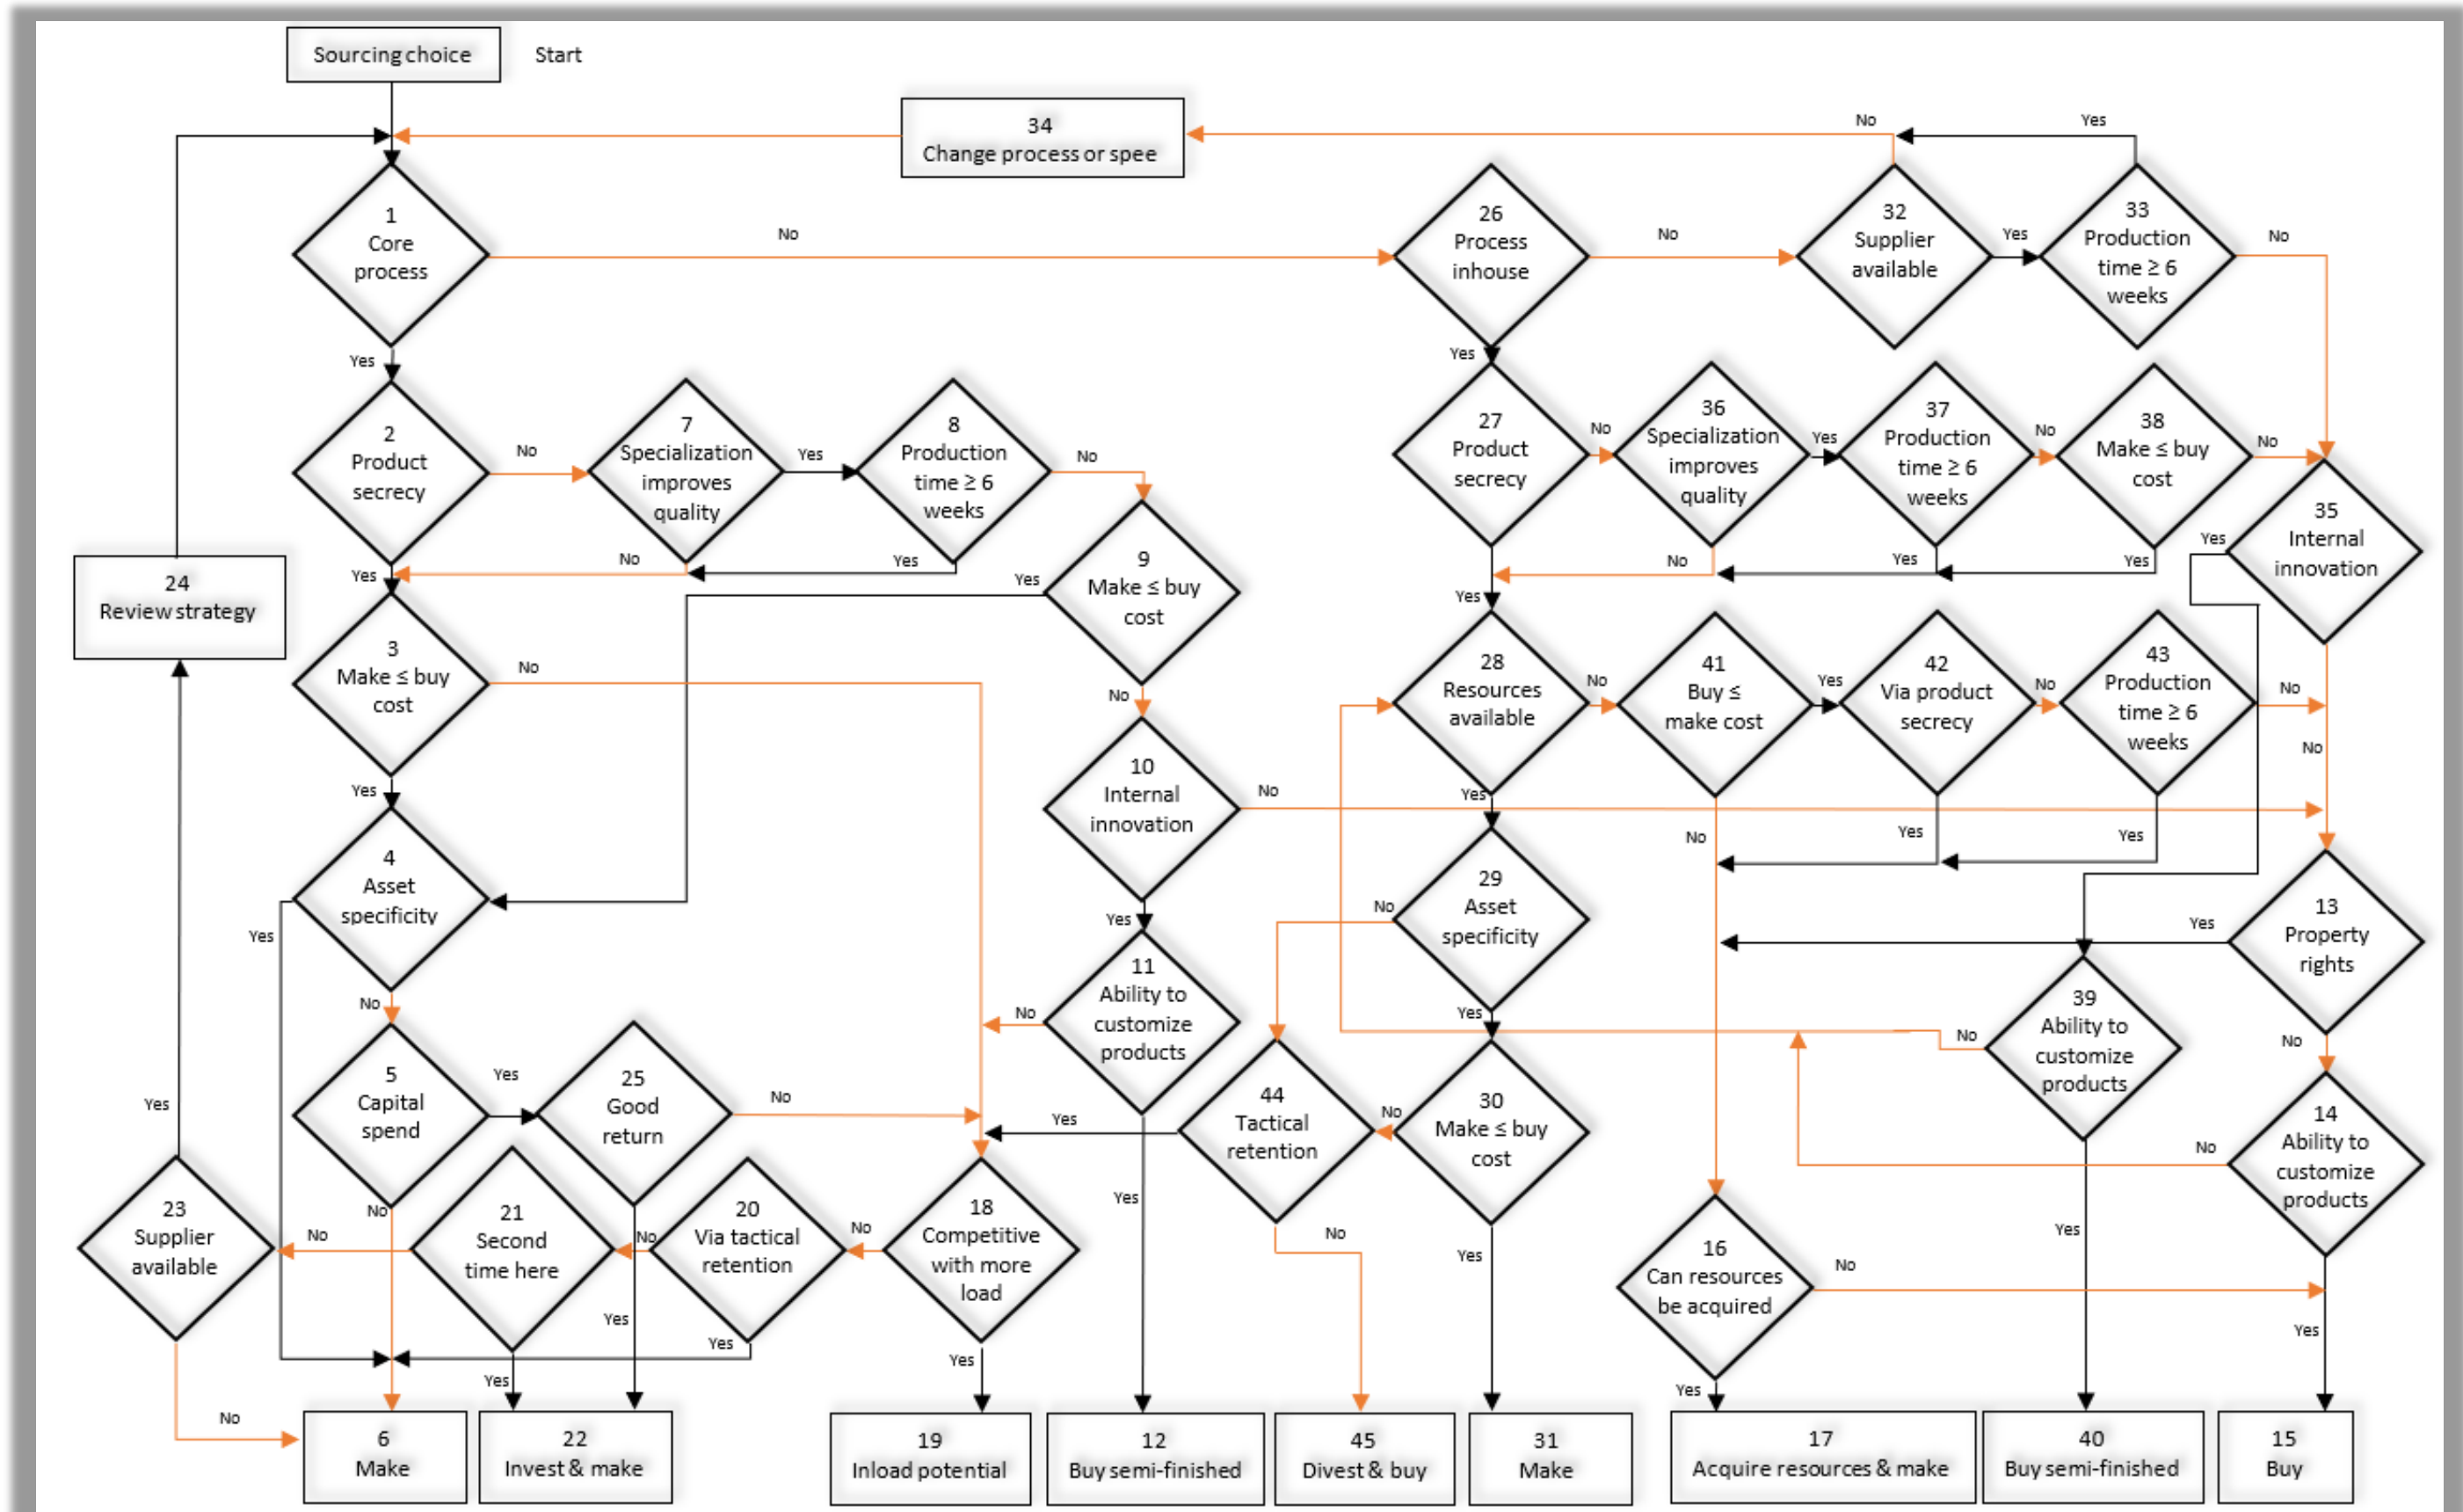 Sourcing choice
Start
34
Change process or spee
No
Yes
1
Core
process
No
26
Process
inhouse
No
32
Supplier
available
Yes
33
Production
time ≥ 6
weeks
No
Yes
Yes
2
Product
secrecy
No
7
Specialization
improves
quality
Yes
8
Production
time ≥ 6
weeks
No
27
Product
secrecy
No
36
Specialization
improves
quality
Yes
37
Production
time ≥ 6
weeks
No
38
Make ≤ buy
cost
No
35
Internal
innovation
Yes
Yes
No
Yes
9
Make ≤ buy
cost
Yes
Yes
No
Yes
Yes
24
Review strategy
3
Make ≤ buy
cost
No
No
28
Resources
available
No
41
Buy ≤
make cost
Yes
42
Via product
secrecy
No
43
Production
time ≥ 6
weeks
No
No
Yes
10
Internal
innovation
No
Yes
No
Yes
Yes
4
Asset
specificity
Yes
Yes
29
Asset
specificity
No
13
Property
rights
Yes
No
11
Ability to
customize
products
No
Yes
39
Ability to
customize
products
No
No
5
Capital
spend
Yes
25
Good
return
No
44
Tactical
retention
Yes
No
30
Make ≤ buy
cost
14
Ability to
customize
products
No
Yes
23
Supplier
available
No
No
21
Second
time here
No
20
Via tactical
retention
No
18
Competitive
with more
load
Yes
No
Yes
16
Can resources
be acquired
No
Yes
Yes
Yes
Yes
Yes
Yes
Yes
No
6
Make
22
Invest & make
19
Inload potential
12
Buy semi-finished
45
Divest & buy
31
Make
17
Acquire resources & make
40
Buy semi-finished
15
Buy